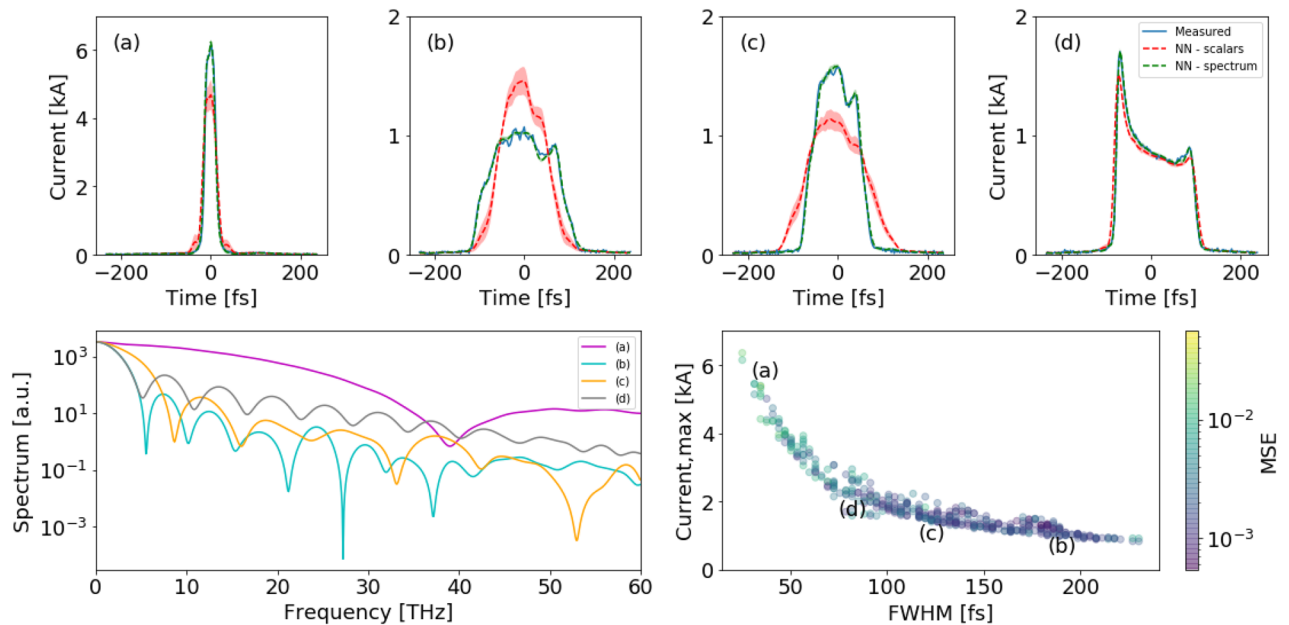 (a)
6
4
2
0
Current [kA]
−200
0
200
Time [fs]
(b)
2
1
0
−200
0
200
Time [fs]
(c)
2
1
0
−200
0
200
Time [fs]
(d)
2
1
0
Current [kA]
−200
0
200
Time [fs]
Measured
NN - scalars
NN - spectrum
Spectrum [a.u.]
10³
10¹
10⁻¹
10⁻³
0
10
20
30
40
50
60
Frequency [THz]
(a)
(b)
(c)
(d)
Current,max [kA]
6
4
2
0
(a)
(d)
(c)
(b)
50
100
150
200
FWHM [fs]
10⁻²
10⁻³
MSE